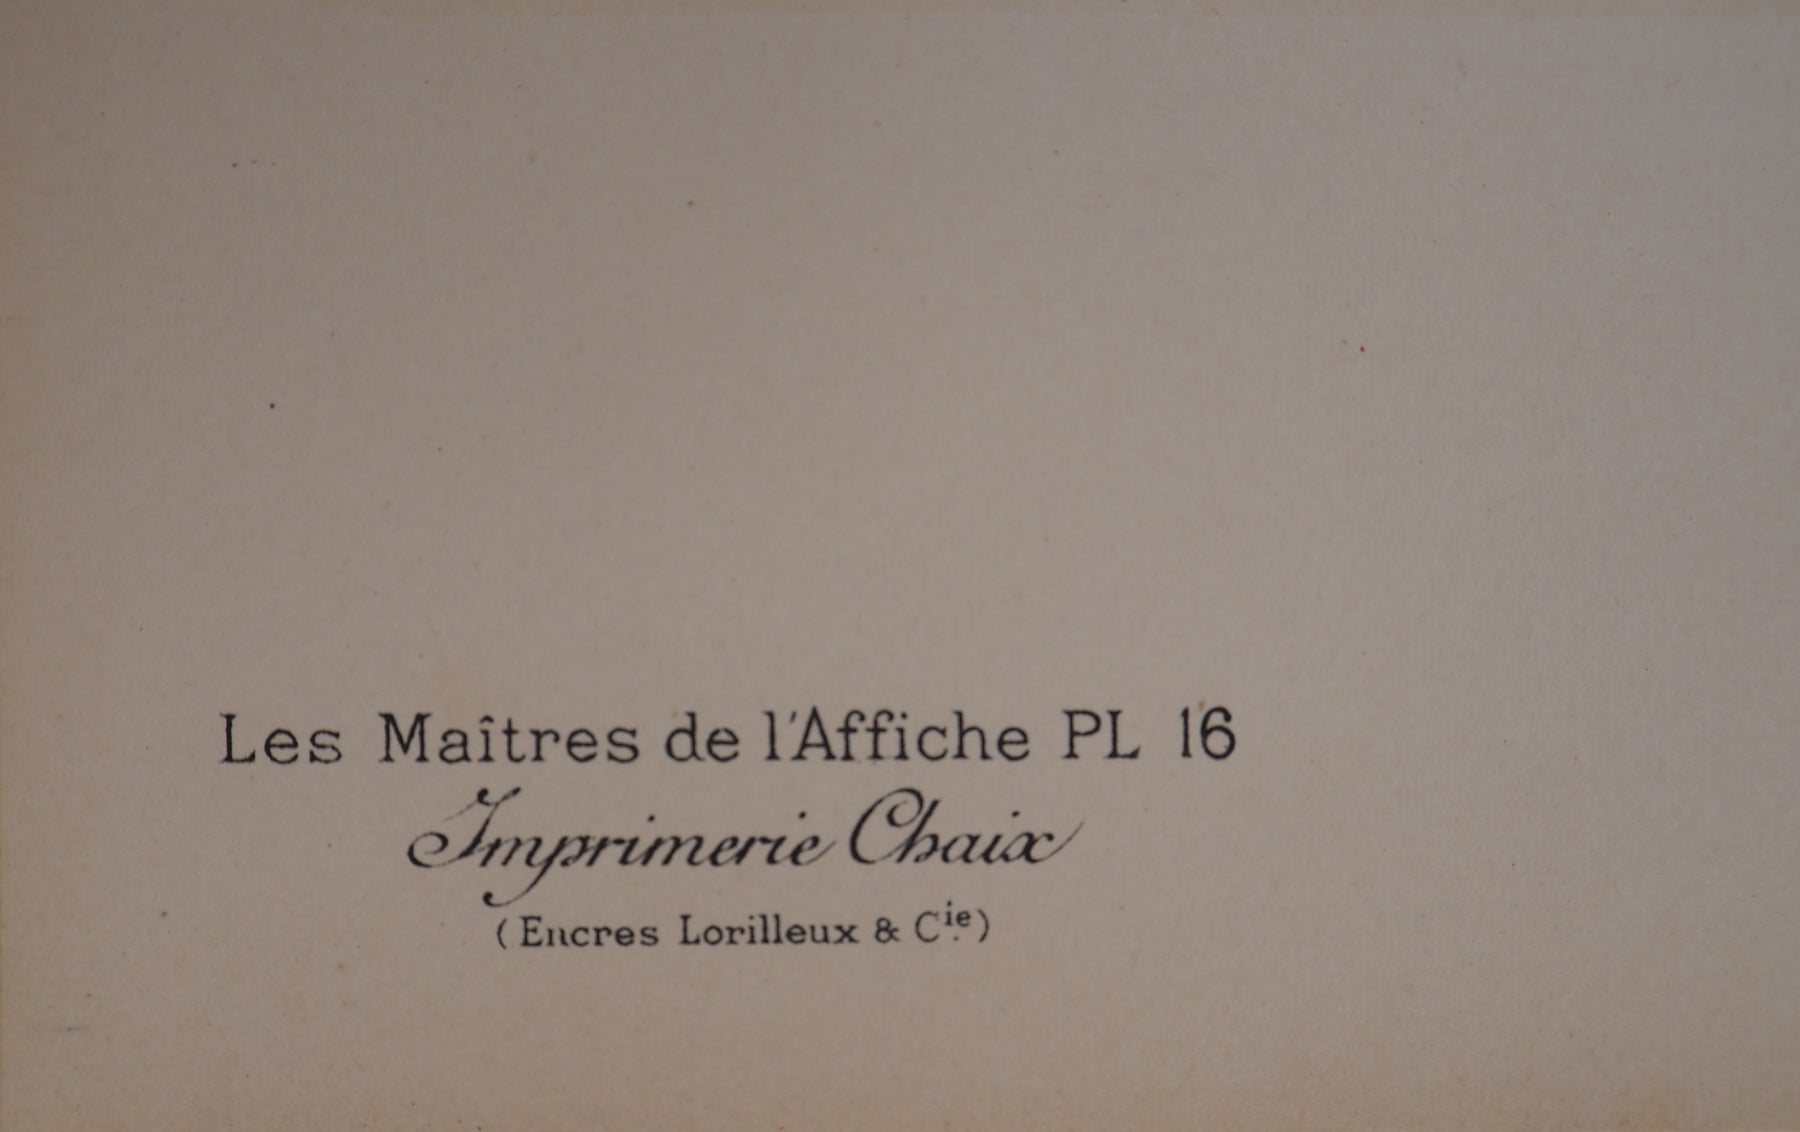 Les Maîtres de l'Affiche PL 16
Imprimerie Chaix
(Encres Lorilleux & Cie)